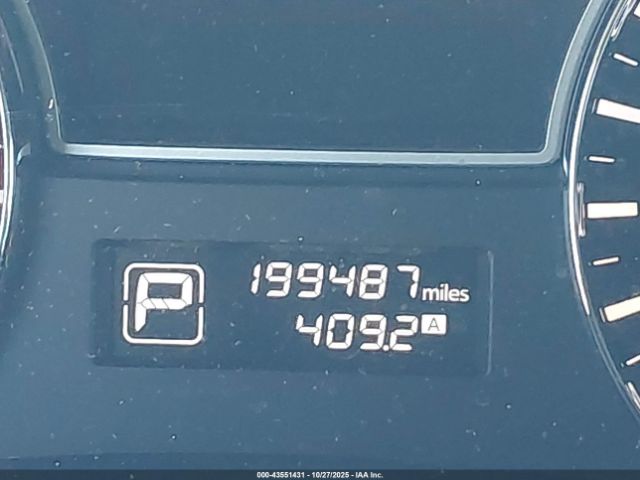 P
199487 miles
409.2 A
000-43551431 - 10/27/2025 - IAA Inc.